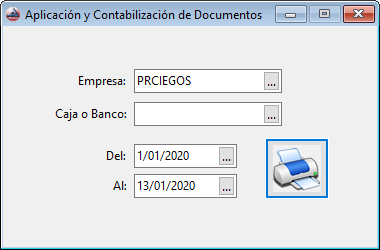 Aplicación y Contabilización de Documentos
Empresa: PRCIEGOS ...
Caja o Banco: ...
Del: 1/01/2020 ...
Al: 13/01/2020 ...